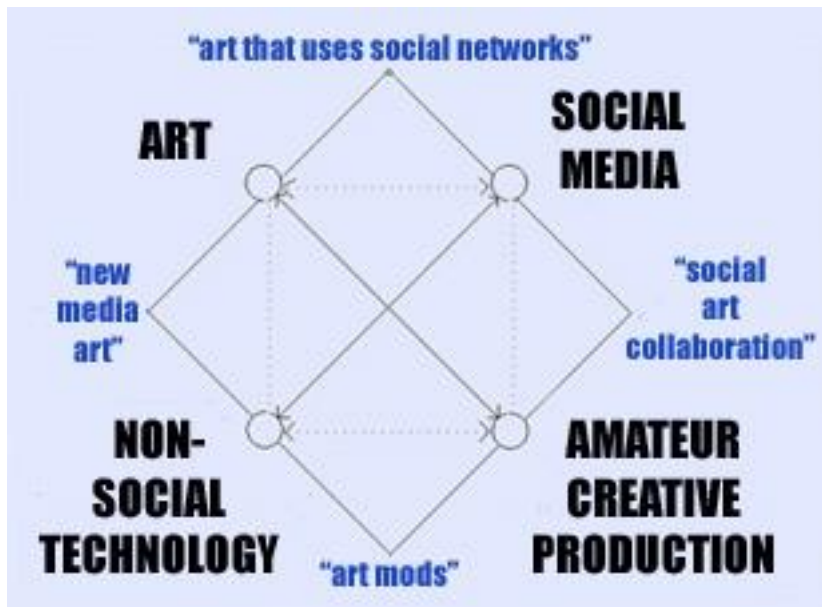 “art that uses social networks”
ART
SOCIAL
MEDIA
“new
media
art”
“social
art
collaboration”
NON-
SOCIAL
TECHNOLOGY
AMATEUR
CREATIVE
PRODUCTION
“art mods”